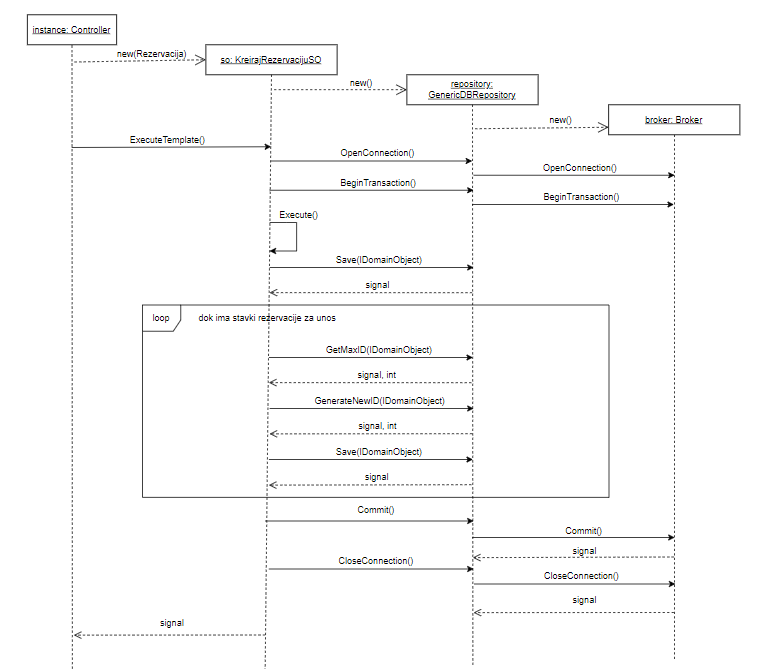 instance: Controller
new(Rezervacija)
so: KreirajRezervacijuSO
new()
repository:
GenericDBRepository
new()
broker: Broker
ExecuteTemplate()
OpenConnection()
OpenConnection()
BeginTransaction()
BeginTransaction()
Execute()
Save(IDomainObject)
signal
loop
dok ima stavki rezervacije za unos
GetMaxID(IDomainObject)
signal, int
GenerateNewID(IDomainObject)
signal, int
Save(IDomainObject)
signal
Commit()
Commit()
signal
CloseConnection()
CloseConnection()
signal
signal